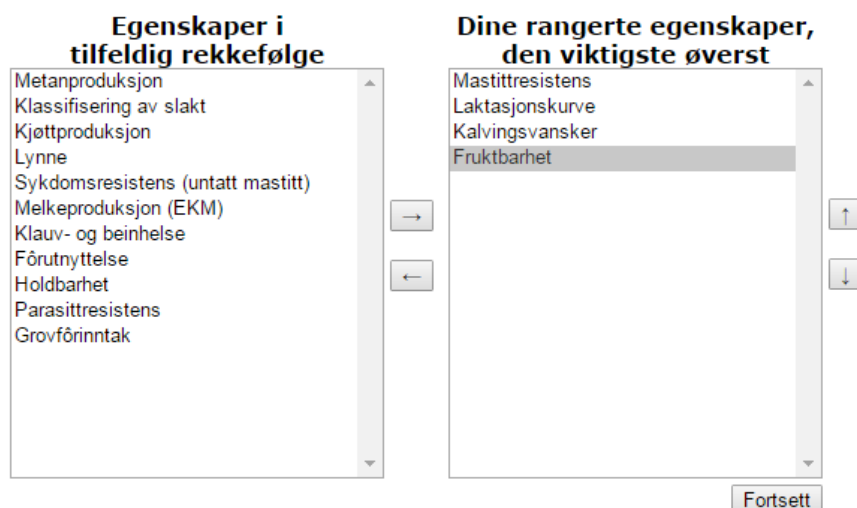 Egenskaper i
tilfeldig rekkefølge
Metanproduksjon
Klassifisering av slakt
Kjøttproduksjon
Lynne
Sykdomsresistens (untatt mastitt)
Melkeproduksjon (EKM)
Klauv- og beinhelse
Fôrutnyttelse
Holdbarhet
Parasittresistens
Grovfôrinntak
→
←
Dine rangerte egenskaper,
den viktigste øverst
Mastittresistens
Laktasjonskurve
Kalvingsvansker
Fruktbarhet
↑
↓
Fortsett